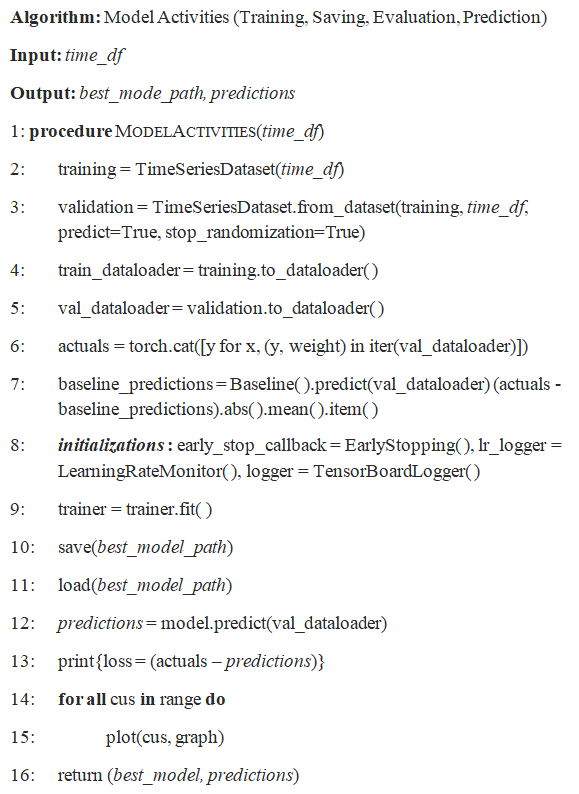 Algorithm: Model Activities (Training, Saving, Evaluation, Prediction)
Input: time_df
Output: best_mode_path, predictions
1: procedure MODELACTIVITIES(time_df)
2: training = TimeSeriesDataset(time_df)
3: validation = TimeSeriesDataset.from_dataset(training, time_df,
predict=True, stop_randomization=True)
4: train_dataloader = training.to_dataloader( )
5: val_dataloader = validation.to_dataloader( )
6: actuals = torch.cat([y for x, (y, weight) in iter(val_dataloader)])
7: baseline_predictions = Baseline( ).predict(val_dataloader) (actuals -
baseline_predictions).abs().mean().item( )
8: initializations : early_stop_callback = EarlyStopping( ), lr_logger =
LearningRateMonitor( ), logger = TensorBoardLogger( )
9: trainer = trainer.fit( )
10: save(best_model_path)
11: load(best_model_path)
12: predictions = model.predict(val_dataloader)
13: print{loss = (actuals – predictions)}
14: for all cus in range do
15: plot(cus, graph)
16: return (best_model, predictions)